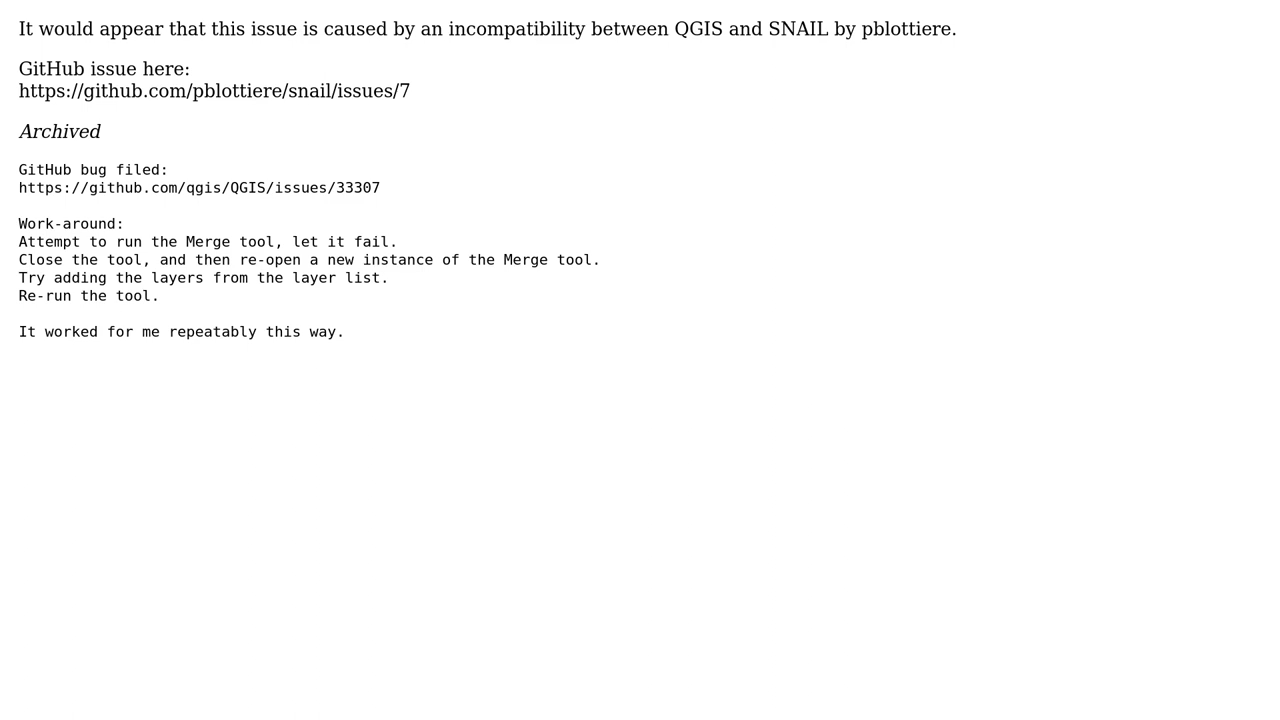 It would appear that this issue is caused by an incompatibility between QGIS and SNAIL by pblottiere.
GitHub issue here:
https://github.com/pblottiere/snail/issues/7
Archived
GitHub bug filed:
https://github.com/qgis/QGIS/issues/33307
Work-around:
Attempt to run the Merge tool, let it fail.
Close the tool, and then re-open a new instance of the Merge tool.
Try adding the layers from the layer list.
Re-run the tool.
It worked for me repeatably this way.